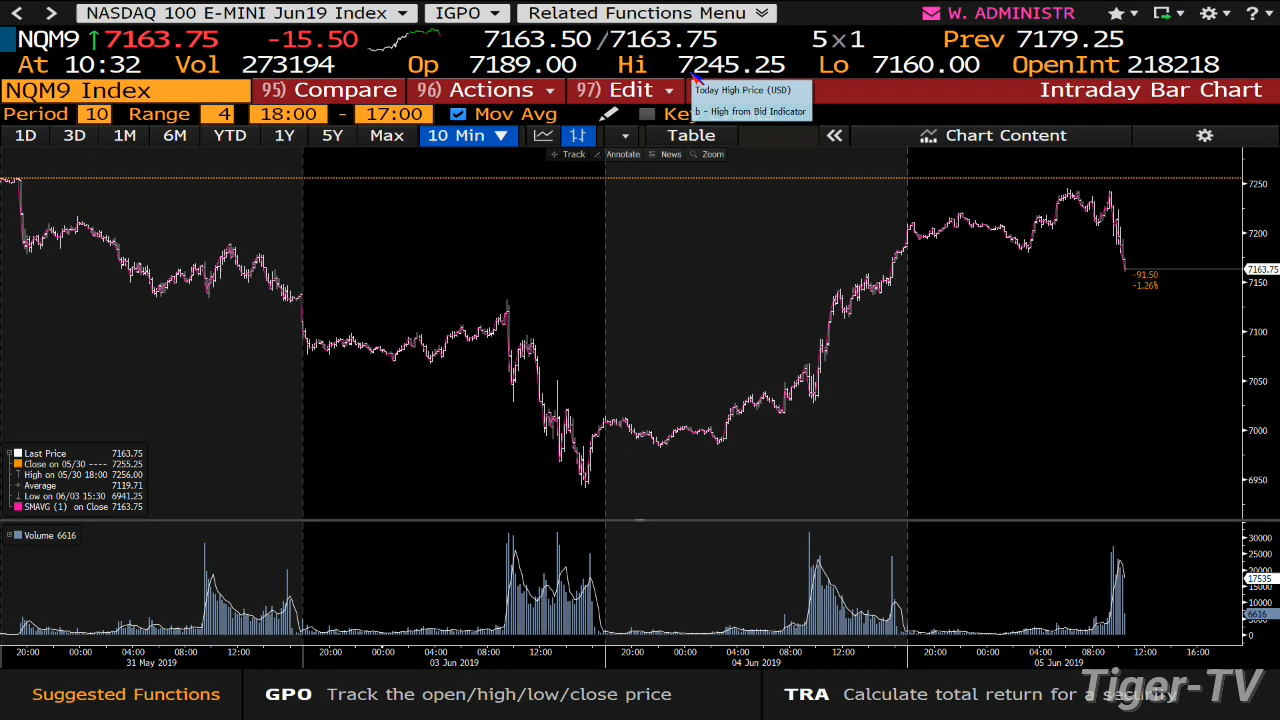 NASDAQ 100 E-MINI Jun19 Index IGPO Related Functions Menu W. ADMINISTR
NQM9 7163.75 -15.50 7163.50/7163.75 5x1 Prev 7179.25
At 10:32 Vol 273194 Op 7189.00 Hi 7245.25 Lo 7160.00 OpenInt 218218
NQM9 Index 95) Compare 96) Actions 97) Edit Intraday Bar Chart
Today High Price (USD)
b - High from Bid Indicator
Period 10 Range 4 18:00 - 17:00 Mov Avg
1D 3D 1M 6M YTD 1Y 5Y Max 10 Min Table Chart Content
Track Annotate News Zoom
7250
7200
7163.75
-91.50
-1.26%
7150
7100
7050
7000
6950
Last Price 7163.75
Close on 05/30 ---- 7255.25
High on 05/30 18:00 7256.00
Average 7119.71
Low on 06/03 15:30 6941.25
SMAVG (1) on Close 7163.75
Volume 6616
30000
25000
20000
17535
15000
10000
6616
5000
0
20:00 00:00 04:00 08:00 12:00 20:00 00:00 04:00 08:00 12:00 20:00 00:00 04:00 08:00 12:00 20:00 00:00 04:00 08:00 12:00 16:00
31 May 2019 03 Jun 2019 04 Jun 2019 05 Jun 2019
Suggested Functions GPO Track the open/high/low/close price TRA Calculate total return for a security
Tiger-TV